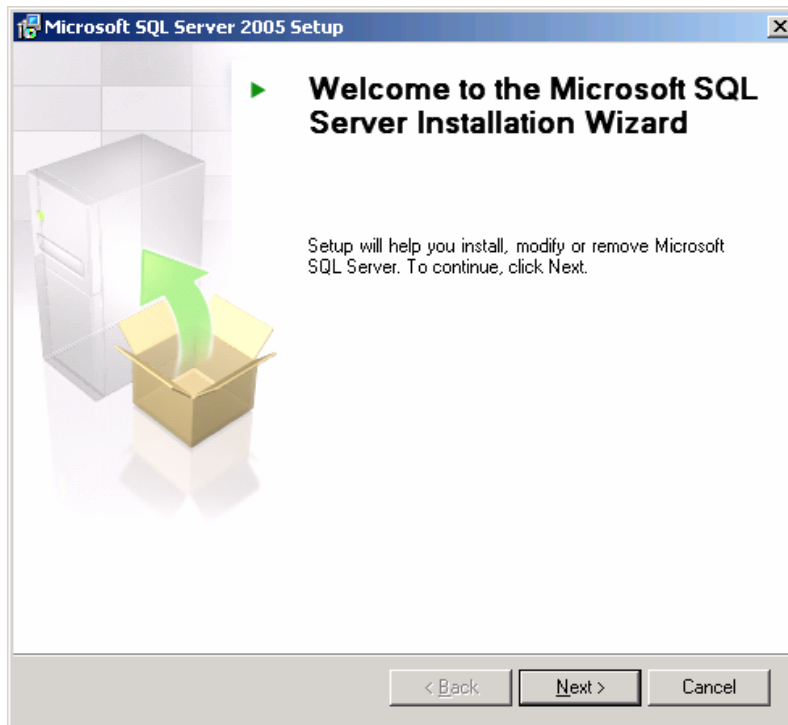 Microsoft SQL Server 2005 Setup
Welcome to the Microsoft SQL
Server Installation Wizard
Setup will help you install, modify or remove Microsoft
SQL Server. To continue, click Next.
< Back
Next >
Cancel